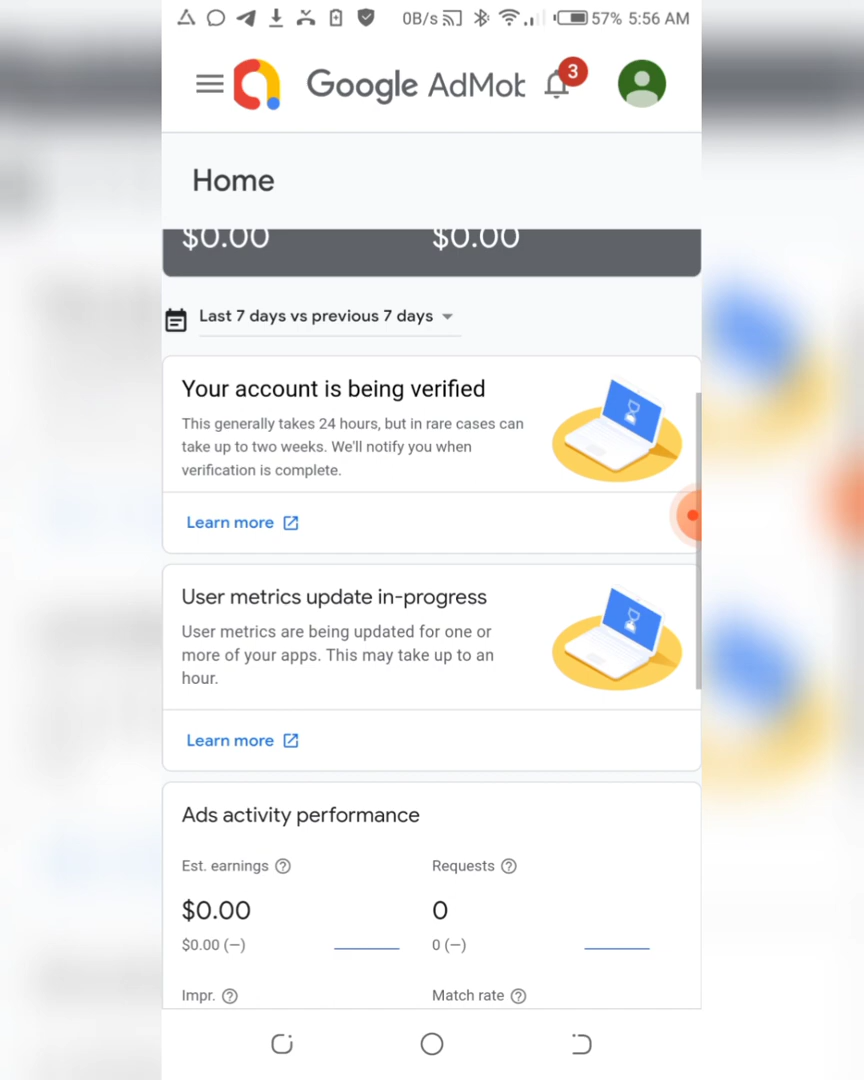 0B/s 57% 5:56 AM
Google AdMob 3
Home
$0.00 $0.00
Last 7 days vs previous 7 days
Your account is being verified
This generally takes 24 hours, but in rare cases can
take up to two weeks. We'll notify you when
verification is complete.
Learn more
User metrics update in-progress
User metrics are being updated for one or
more of your apps. This may take up to an
hour.
Learn more
Ads activity performance
Est. earnings Requests
$0.00 0
$0.00 (—) 0 (—)
Impr. Match rate